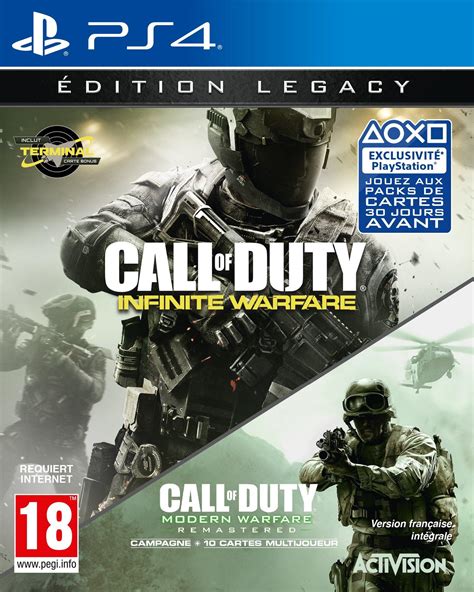 PS4
ÉDITION LEGACY
INCLUT
TERMINAL
CARTE BONUS
EXCLUSIVITÉ
PlayStation®
JOUEZ AUX
PACKS DE
CARTES
30 JOURS
AVANT
CALL OF DUTY
INFINITE WARFARE
REQUIERT
INTERNET
18
www.pegi.info
CALL OF DUTY
MODERN WARFARE
REMASTERED
CAMPAGNE + 10 CARTES MULTIJOUEUR
Version française
intégrale
ACTIVISION